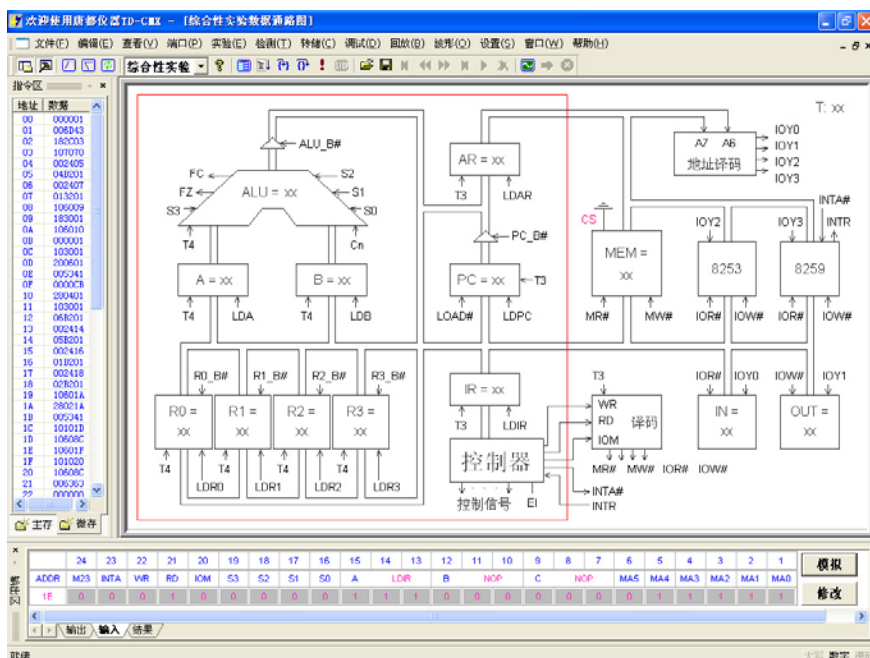 欢迎使用唐都仪器TD-CMX - [综合性实验数据通路图]
文件(F) 编辑(E) 查看(V) 端口(P) 实验(E) 检测(T) 转储(C) 调试(D) 回放(B) 波形(O) 设置(S) 窗口(W) 帮助(H)
综合性实验
指令区
地址 数据
00 000001
01 006D43
02 182C03
03 107070
04 002405
05 04B201
06 002407
07 013201
08 106009
09 183001
0A 106010
0B 000001
0C 103001
0D 200601
0E 005341
0F 0000CB
10 280401
11 103001
12 06B201
13 002414
14 05B201
15 002416
16 01B201
17 002418
18 02B201
19 10601A
1A 28021A
1B 005341
1C 10101D
1D 10608C
1E 10601F
1F 101020
20 10608C
21 006363
22 000000
主存 微存
T: xx
ALU_B#
FC
FZ
S3
ALU = xx
S2
S1
S0
T4
Cn
AR = xx
T3
LDAR
A7 A6
地址译码
IOY0
IOY1
IOY2
IOY3
PC_B#
CS
MEM =
xx
MR#
MW#
IOY2
8253
IOR#
IOW#
INTA#
IOY3
INTR
8259
IOR#
IOW#
A = xx
T4
LDA
B = xx
T4
LDB
PC = xx
T3
LOAD#
LDPC
R0_B#
R1_B#
R2_B#
R3_B#
R0 =
xx
R1 =
xx
R2 =
xx
R3 =
xx
T4
T4
T4
T4
LDR0
LDR1
LDR2
LDR3
IR = xx
T3
LDIR
控制器
控制信号
EI
INTA#
INTR
T3
WR
RD
IOM
译码
MR# MW# IOR# IOW#
IOR#
IOY0
IN =
xx
IOW#
IOY1
OUT =
xx
24 23 22 21 20 19 18 17 16 15 14 13 12 11 10 9 8 7 6 5 4 3 2 1
ADDR M23 INTA WR RD IOM S3 S2 S1 S0 A LDIR B NOP C NOP MA5 MA4 MA3 MA2 MA1 MA0
1E 0 0 0 1 0 0 0 0 0 1 1 1 0 0 0 0 0 0 0 1 1 1 1 1
模拟
修改
输出 输入 结果
就绪
大写 数字